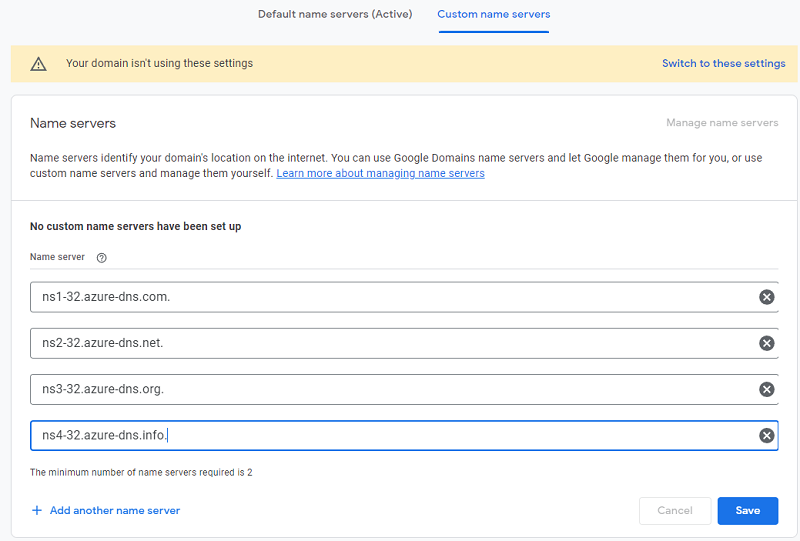 Default name servers (Active)
Custom name servers
Your domain isn't using these settings
Switch to these settings
Name servers
Manage name servers
Name servers identify your domain's location on the internet. You can use Google Domains name servers and let Google manage them for you, or use
custom name servers and manage them yourself. Learn more about managing name servers
No custom name servers have been set up
Name server
ns1-32.azure-dns.com.
ns2-32.azure-dns.net.
ns3-32.azure-dns.org.
ns4-32.azure-dns.info.
The minimum number of name servers required is 2
+ Add another name server
Cancel
Save